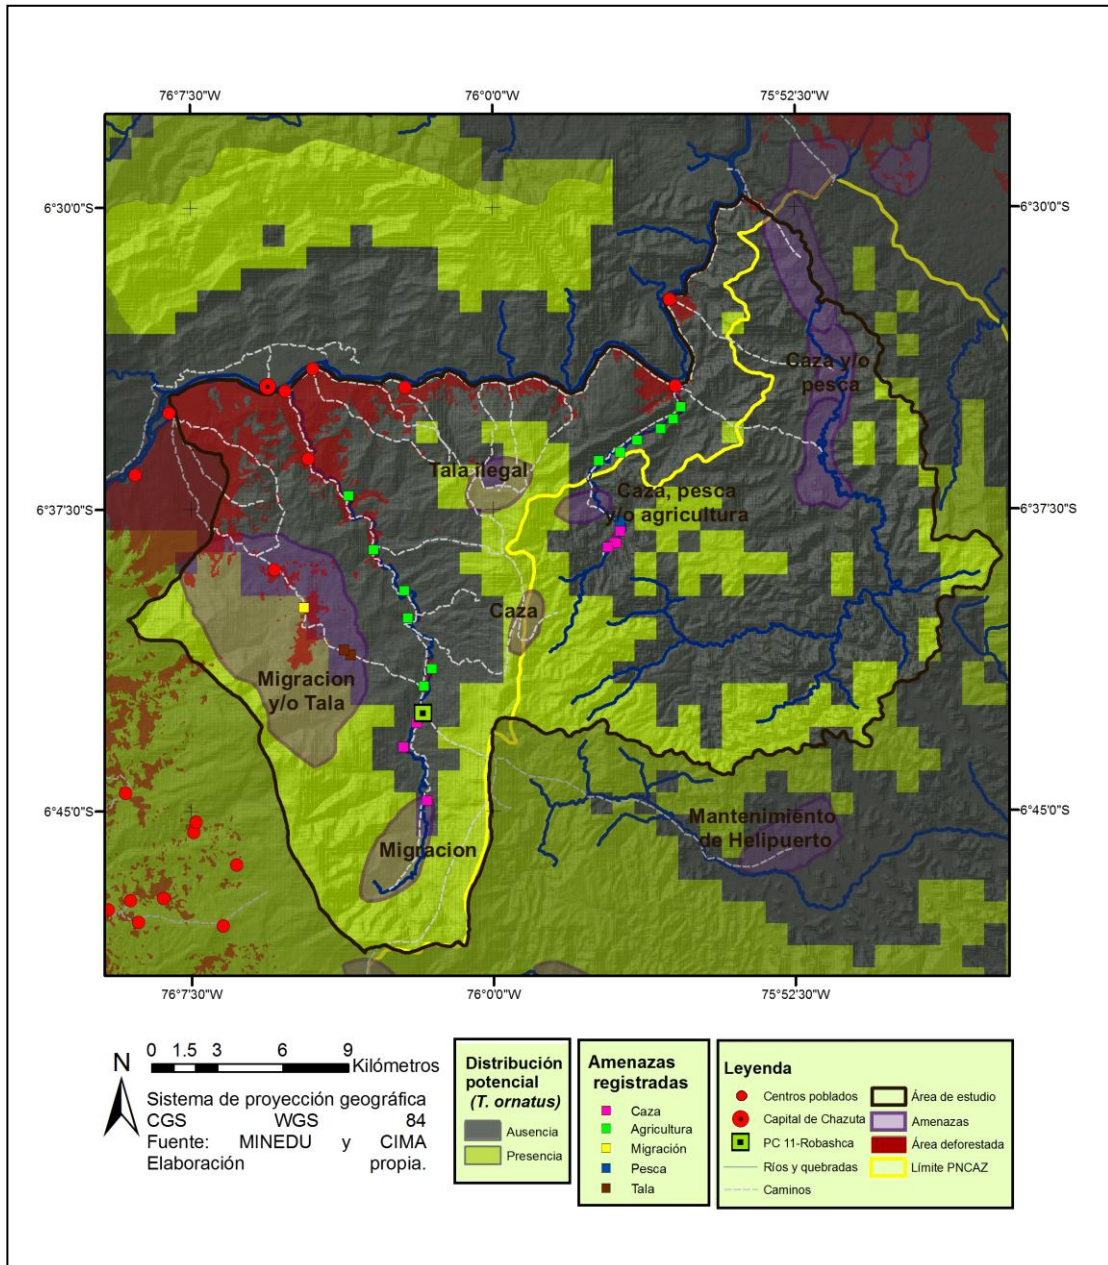 76°7'30"W 76°0'0"W 75°52'30"W
6°30'0"S 6°30'0"S
Caza y/o
pesca
Tala ilegal
Caza, pesca
y/o agricultura
6°37'30"S 6°37'30"S
Caza
Migracion
y/o Tala
6°45'0"S 6°45'0"S
Mantenimiento
de Helipuerto
Migracion
76°7'30"W 76°0'0"W 75°52'30"W
N
0 1.5 3 6 9
Kilómetros
Sistema de proyección geográfica
CGS WGS 84
Fuente: MINEDU y CIMA
Elaboración propia.
Distribución
potencial
(T. ornatus)
Ausencia
Presencia
Amenazas
registradas
Caza
Agricultura
Migración
Pesca
Tala
Leyenda
Centros poblados
Capital de Chazuta
PC 11-Robashca
Ríos y quebradas
Caminos
Área de estudio
Amenazas
Área deforestada
Límite PNCAZ